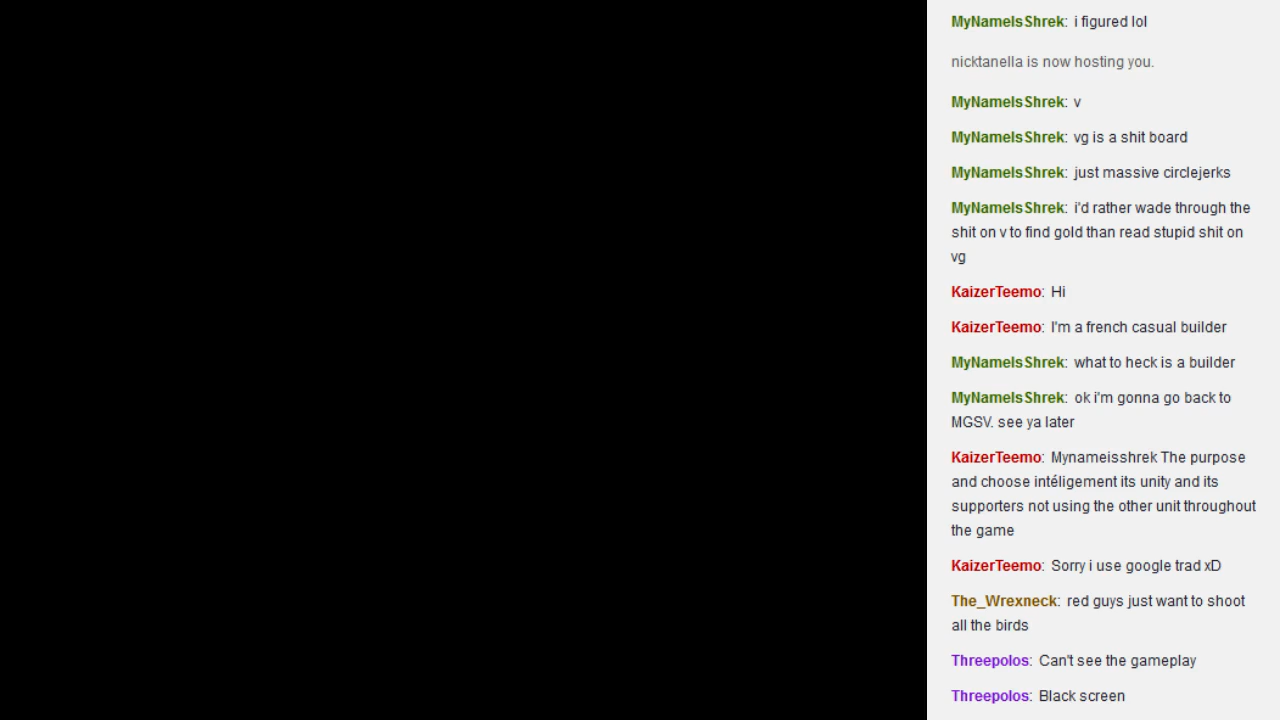 MyNameIsShrek: i figured lol
nicktanella is now hosting you.
MyNameIsShrek: v
MyNameIsShrek: vg is a shit board
MyNameIsShrek: just massive circlejerks
MyNameIsShrek: i'd rather wade through the
shit on v to find gold than read stupid shit on
vg
KaizerTeemo: Hi
KaizerTeemo: I'm a french casual builder
MyNameIsShrek: what to heck is a builder
MyNameIsShrek: ok i'm gonna go back to
MGSV. see ya later
KaizerTeemo: Mynameisshrek The purpose
and choose intéligement its unity and its
supporters not using the other unit throughout
the game
KaizerTeemo: Sorry i use google trad xD
The_Wrexneck: red guys just want to shoot
all the birds
Threepolos: Can't see the gameplay
Threepolos: Black screen